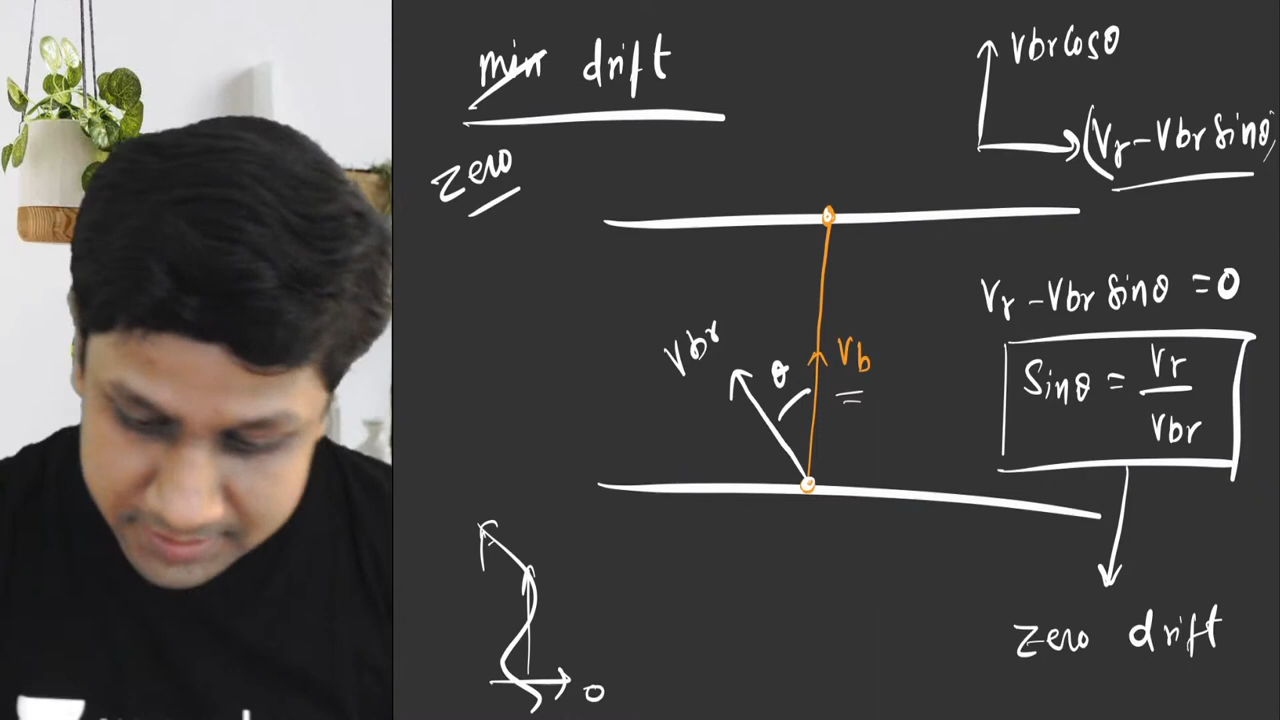 min drift
zero
Vbr Cosθ
(Vr - Vbr Sinθ)
Vr - Vbr Sinθ = 0
Sinθ = Vr / Vbr
Vbr
θ
Vb
0
zero drift